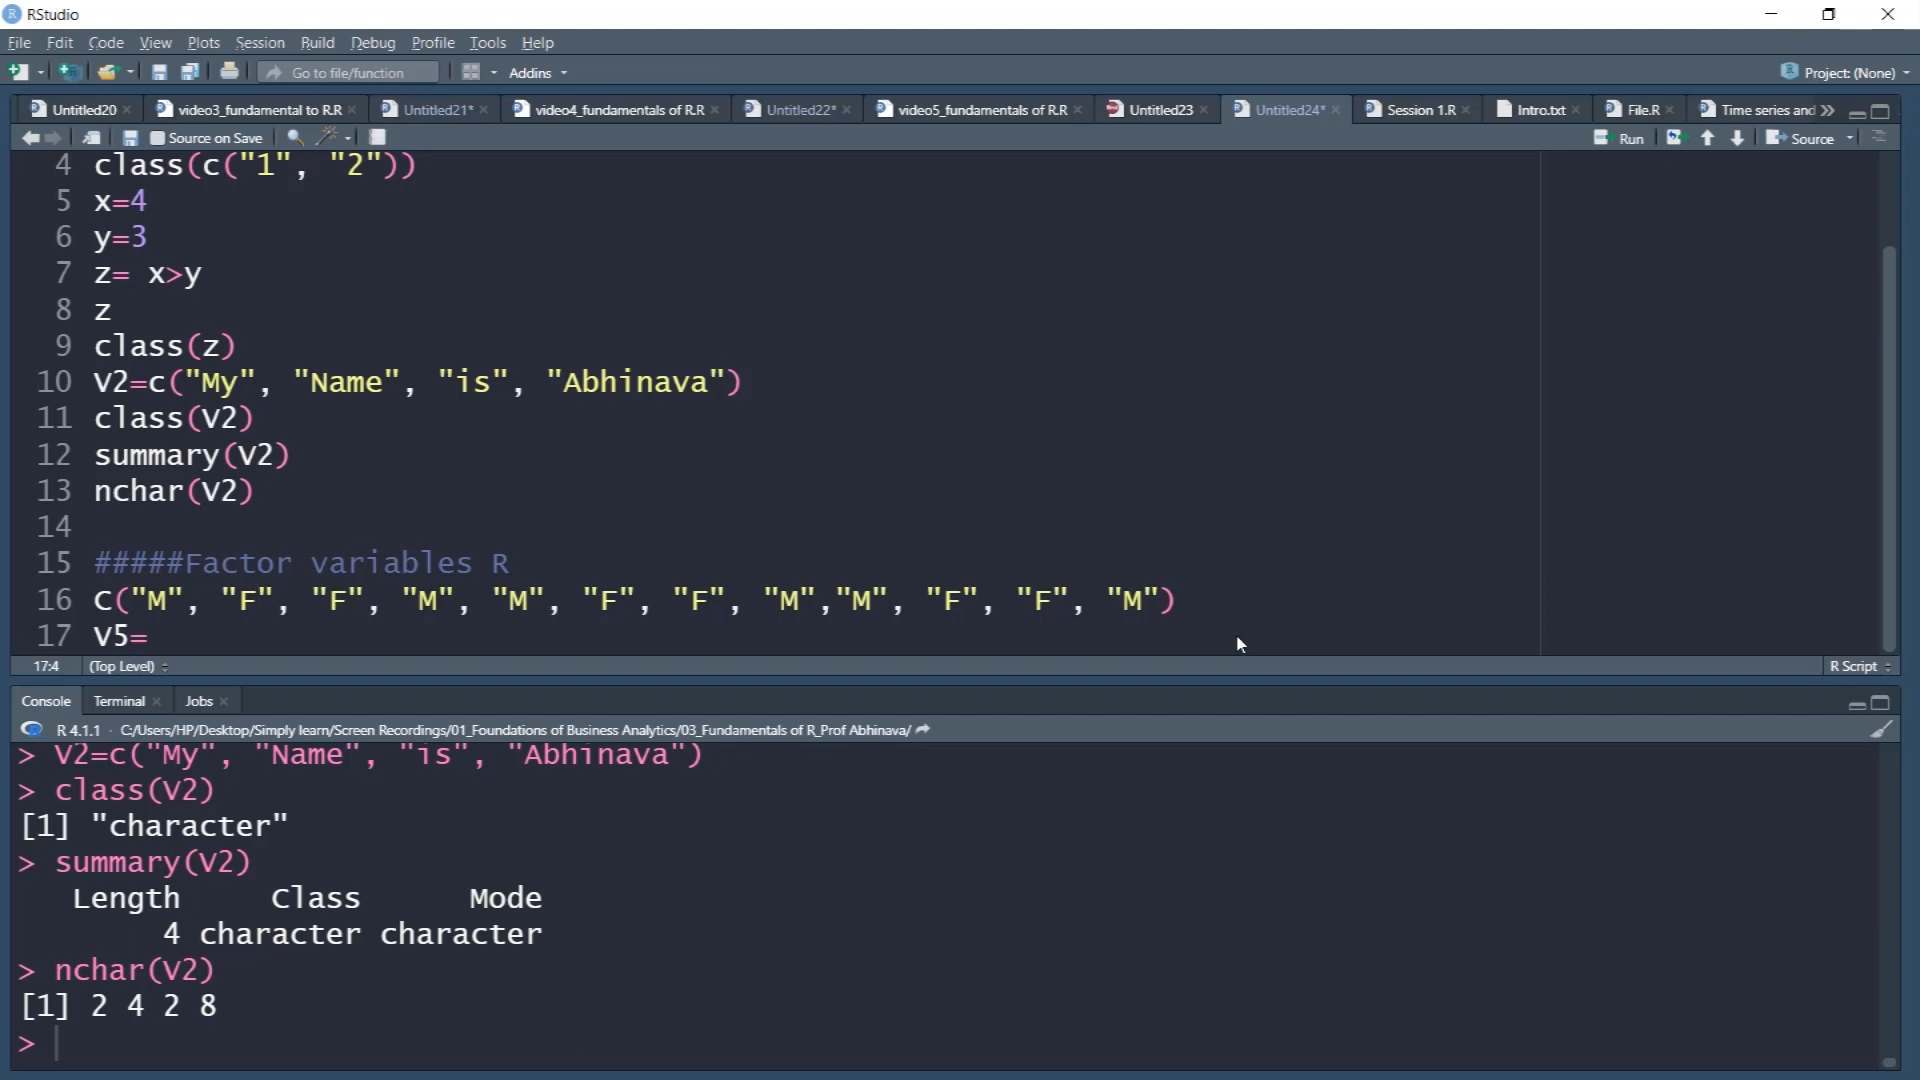 RStudio
File Edit Code View Plots Session Build Debug Profile Tools Help
Go to file/function Addins Project: (None)
Untitled20 video3_fundamental to R.R Untitled21* video4_fundamentals of R.R Untitled22* video5_fundamentals of R.R Untitled23 Untitled24* Session 1.R Intro.txt File.R Time series and
Source on Save Run Source
4 class(c("1", "2"))
5 x=4
6 y=3
7 z= x>y
8 z
9 class(z)
10 V2=c("My", "Name", "is", "Abhinava")
11 class(V2)
12 summary(V2)
13 nchar(V2)
14
15 #####Factor variables R
16 C("M", "F", "F", "M", "M", "F", "F", "M","M", "F", "F", "M")
17 V5=
17:4 (Top Level) R Script
Console Terminal Jobs
R 4.1.1 · C:/Users/HP/Desktop/Simply learn/Screen Recordings/01_Foundations of Business Analytics/03_Fundamentals of R_Prof Abhinava/
> V2=c("My", "Name", "is", "Abhinava")
> class(V2)
[1] "character"
> summary(V2)
Length Class Mode
4 character character
> nchar(V2)
[1] 2 4 2 8
>